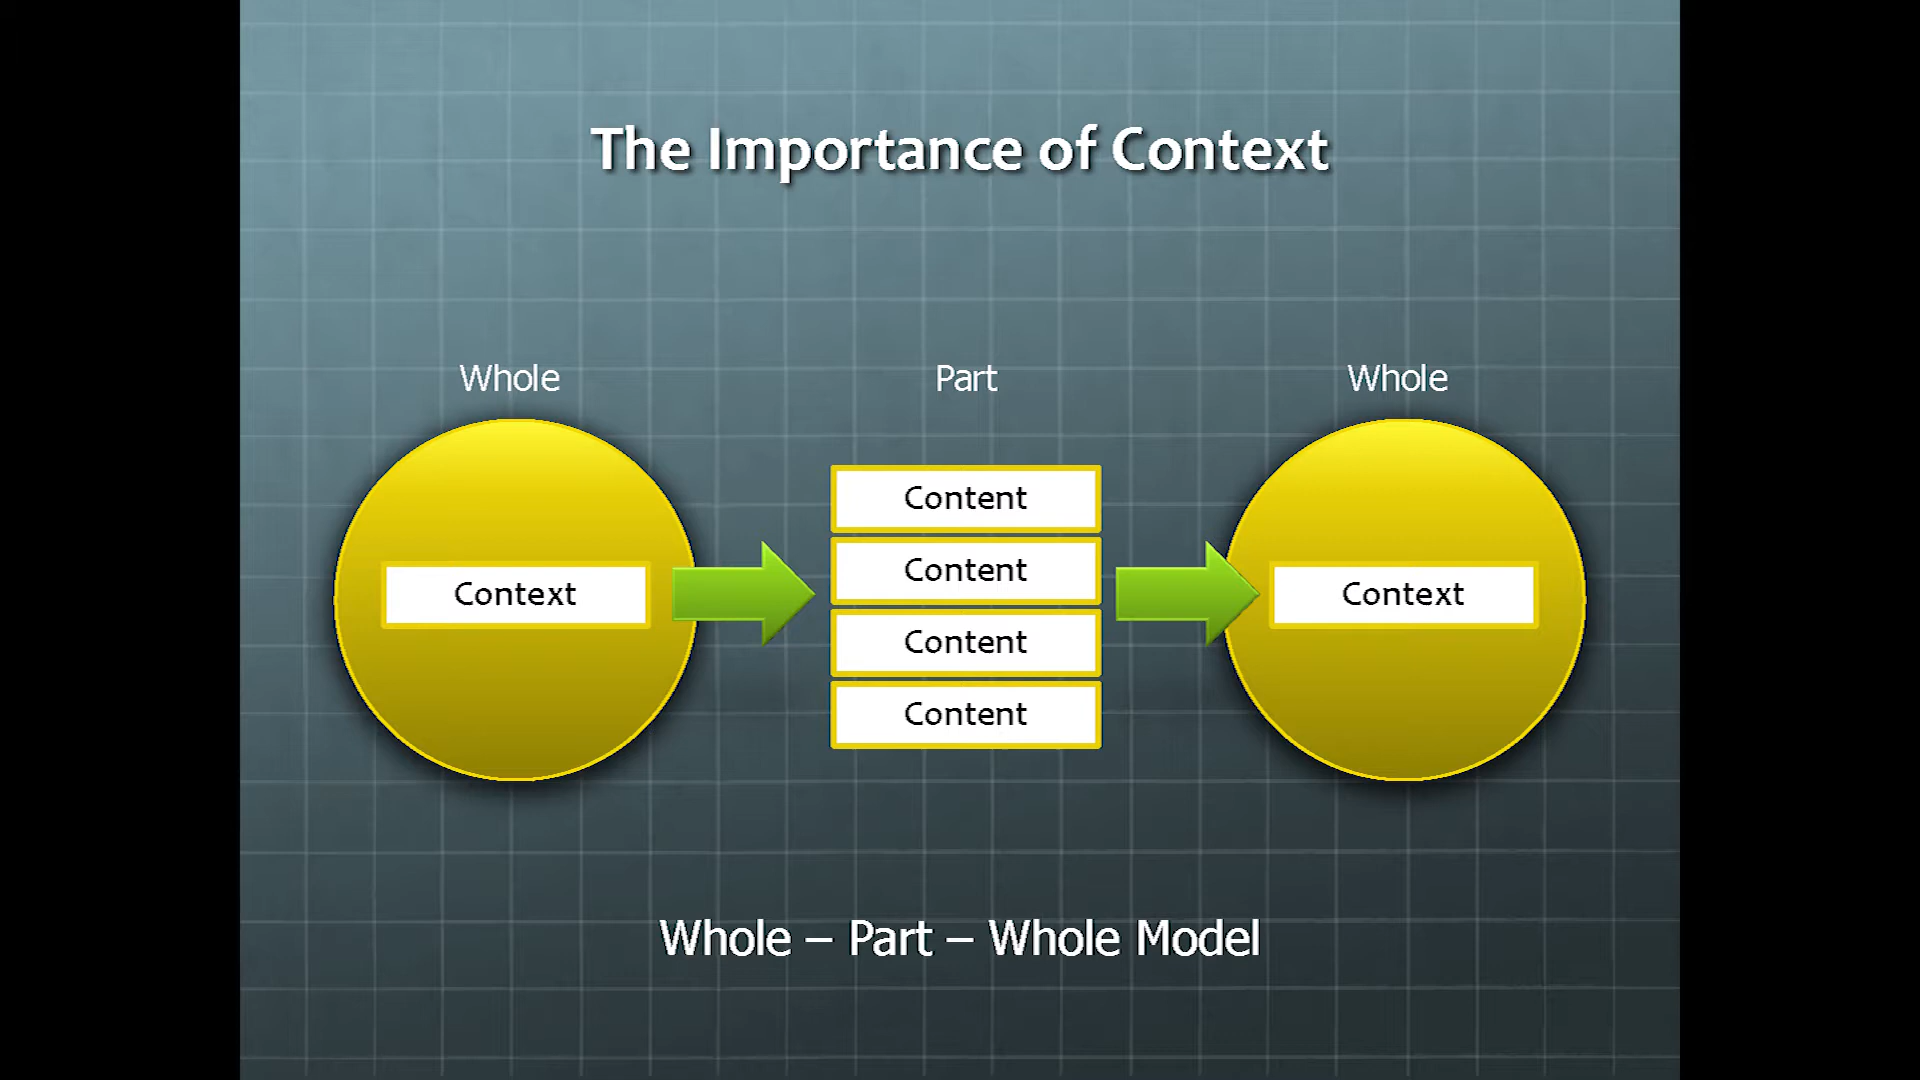 The Importance of Context
Whole
Part
Whole
Context
Content
Content
Content
Content
Context
Whole – Part – Whole Model